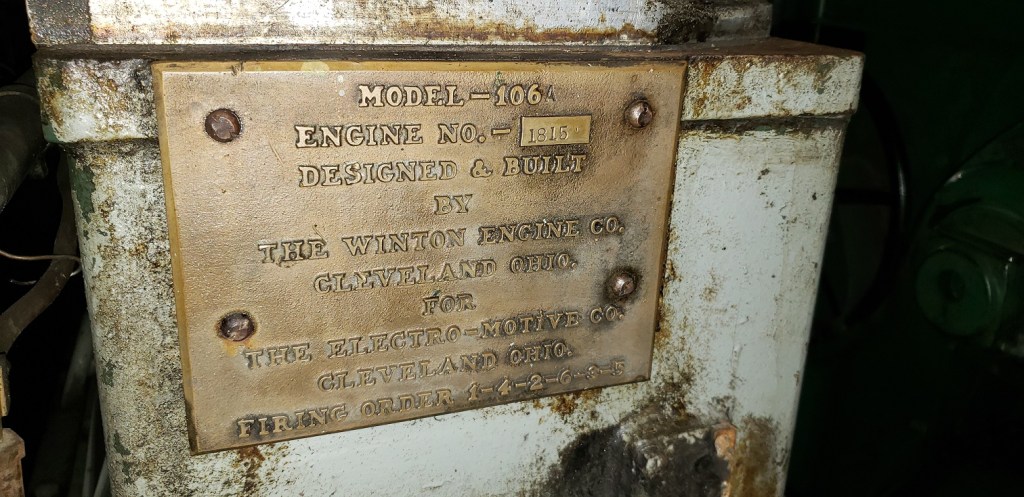 MODEL-106A
ENGINE NO.- 1815
DESIGNED & BUILT
BY
THE WINTON ENGINE CO.
CLEVELAND OHIO.
FOR
THE ELECTRO-MOTIVE CO.
CLEVELAND OHIO.
FIRING ORDER 1-4-2-6-3-5